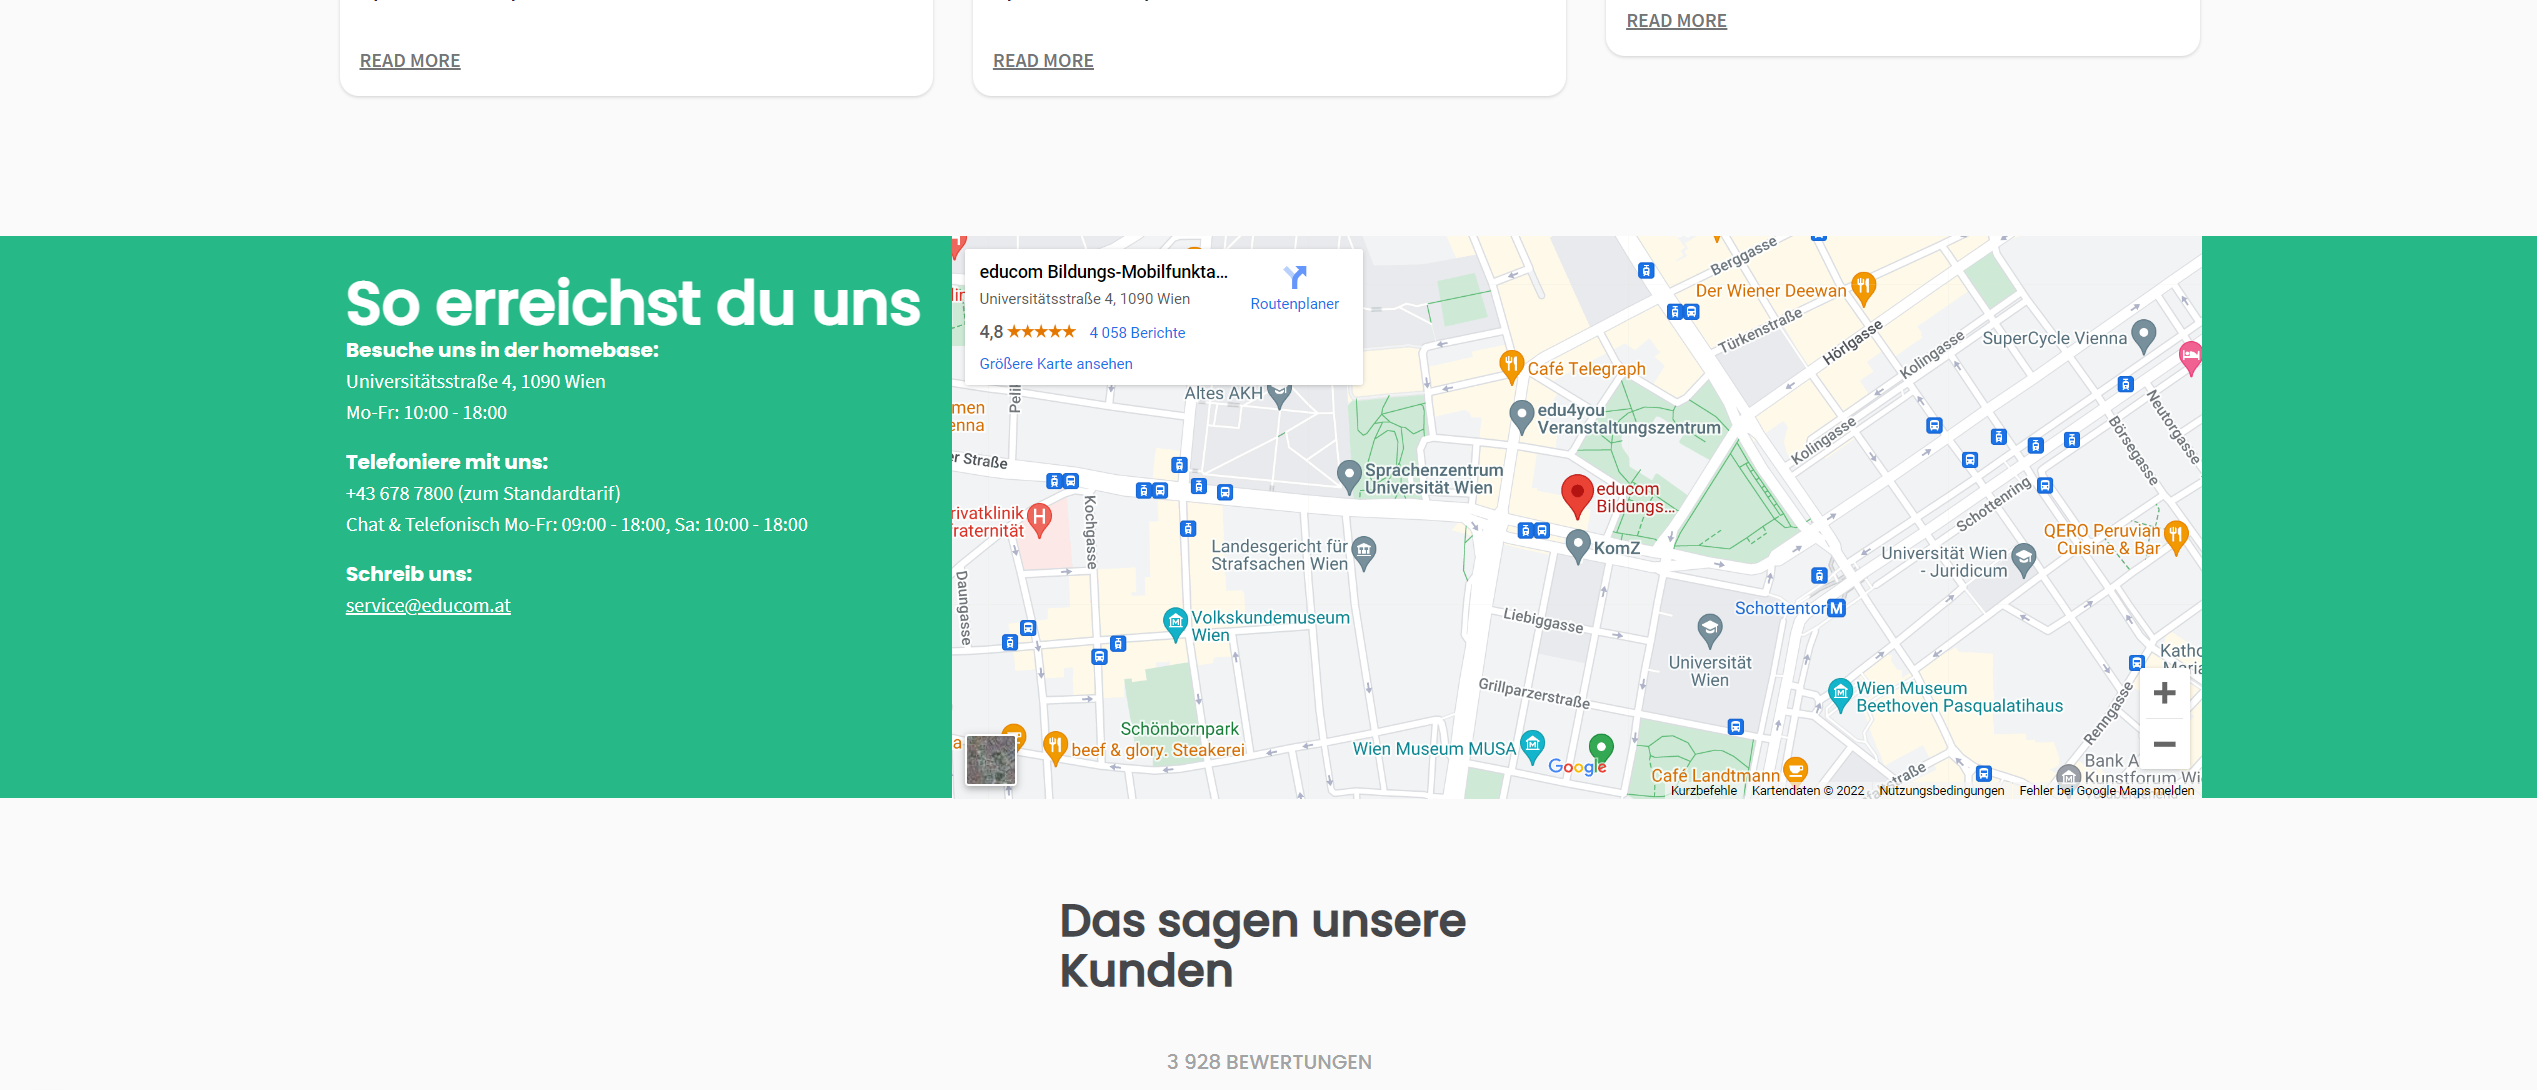 READ MORE
READ MORE
READ MORE
So erreichst du uns
Besuche uns in der homebase:
Universitätsstraße 4, 1090 Wien
Mo-Fr: 10:00 - 18:00
Telefoniere mit uns:
+43 678 7800 (zum Standardtarif)
Chat & Telefonisch Mo-Fr: 09:00 - 18:00, Sa: 10:00 - 18:00
Schreib uns:
service@educom.at
educom Bildungs-Mobilfunkta...
Universitätsstraße 4, 1090 Wien
Routenplaner
4,8
4 058 Berichte
Größere Karte ansehen
Berggasse
Der Wiener Deewan
Türkenstraße
Hörlgasse
Kolingasse
SuperCycle Vienna
Café Telegraph
Altes AKH
edu4you
Veranstaltungszentrum
Kolingasse
Börsegasse
Neutorgasse
Straße
Sprachenzentrum
Universität Wien
educom
Bildungs...
Schottenring
Kochgasse
KomZ
Landesgericht für
Strafsachen Wien
QERO Peruvian
Cuisine & Bar
Universität Wien
- Juridicum
Daungasse
Schottentor
M
Volkskundemuseum
Wien
Liebiggasse
Universität
Wien
Grillparzerstraße
Wien Museum
Beethoven Pasqualatihaus
Renngasse
Schönbornpark
beef & glory. Steakerei
Wien Museum MUSA
Google
Café Landtmann
Bank A
Kunstforum Wi
Kurzbefehle
Kartendaten © 2022
Nutzungsbedingungen
Fehler bei Google Maps melden
Das sagen unsere
Kunden
3 928 BEWERTUNGEN